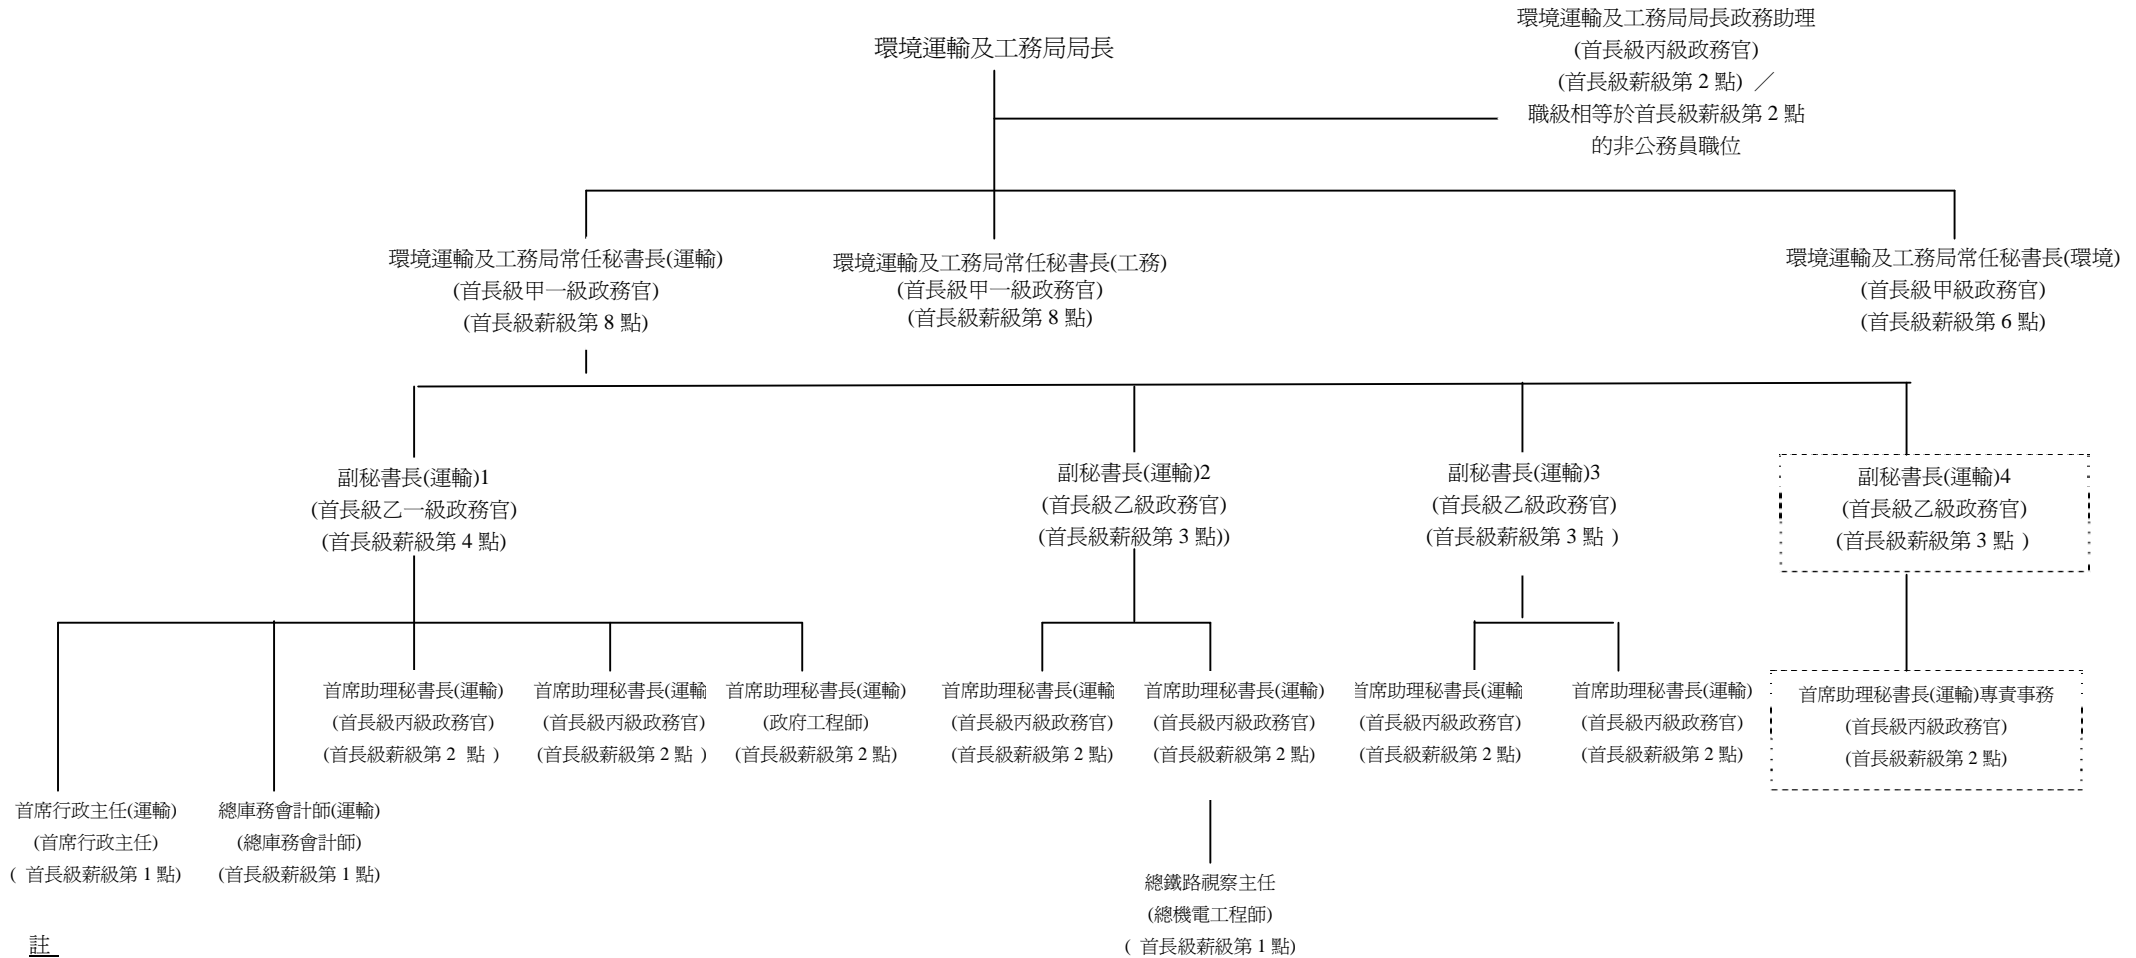 環境運輸及工務局局長
環境運輸及工務局局長政務助理
(首長級丙級政務官)
(首長級薪級第 2 點) ／
職級相等於首長級薪級第 2 點
的非公務員職位
環境運輸及工務局常任秘書長(運輸)
(首長級甲一級政務官)
(首長級薪級第 8 點)
環境運輸及工務局常任秘書長(工務)
(首長級甲一級政務官)
(首長級薪級第 8 點)
環境運輸及工務局常任秘書長(環境)
(首長級甲級政務官)
(首長級薪級第 6 點)
副秘書長(運輸)1
(首長級乙一級政務官)
(首長級薪級第 4 點)
副秘書長(運輸)2
(首長級乙級政務官)
(首長級薪級第 3 點))
副秘書長(運輸)3
(首長級乙級政務官)
(首長級薪級第 3 點 )
副秘書長(運輸)4
(首長級乙級政務官)
(首長級薪級第 3 點 )
首席助理秘書長(運輸)
(首長級丙級政務官)
(首長級薪級第 2 點 )
首席助理秘書長(運輸
(首長級丙級政務官)
(首長級薪級第 2 點 )
首席助理秘書長(運輸)
(政府工程師)
(首長級薪級第 2 點)
首席助理秘書長(運輸
(首長級丙級政務官)
(首長級薪級第 2 點)
首席助理秘書長(運輸)
(首長級丙級政務官)
(首長級薪級第 2 點)
首席助理秘書長(運輸
(首長級丙級政務官)
(首長級薪級第 2 點)
首席助理秘書長(運輸)
(首長級丙級政務官)
(首長級薪級第 2 點)
首席助理秘書長(運輸)專責事務
(首長級丙級政務官)
(首長級薪級第 2 點)
首席行政主任(運輸)
(首席行政主任)
( 首長級薪級第 1 點)
總庫務會計師(運輸)
(總庫務會計師)
(首長級薪級第 1 點)
總鐵路視察主任
(總機電工程師)
( 首長級薪級第 1 點)
註